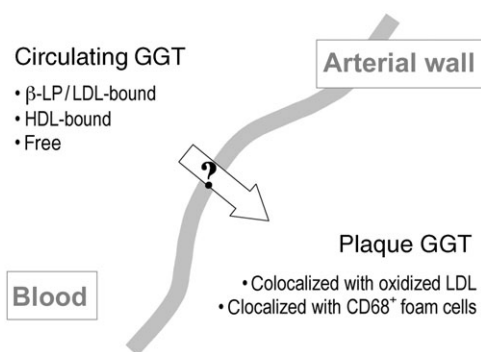 Circulating GGT
• β-LP/LDL-bound
• HDL-bound
• Free
Arterial wall
?
Plaque GGT
• Colocalized with oxidized LDL
• Clocalized with CD68⁺ foam cells
Blood